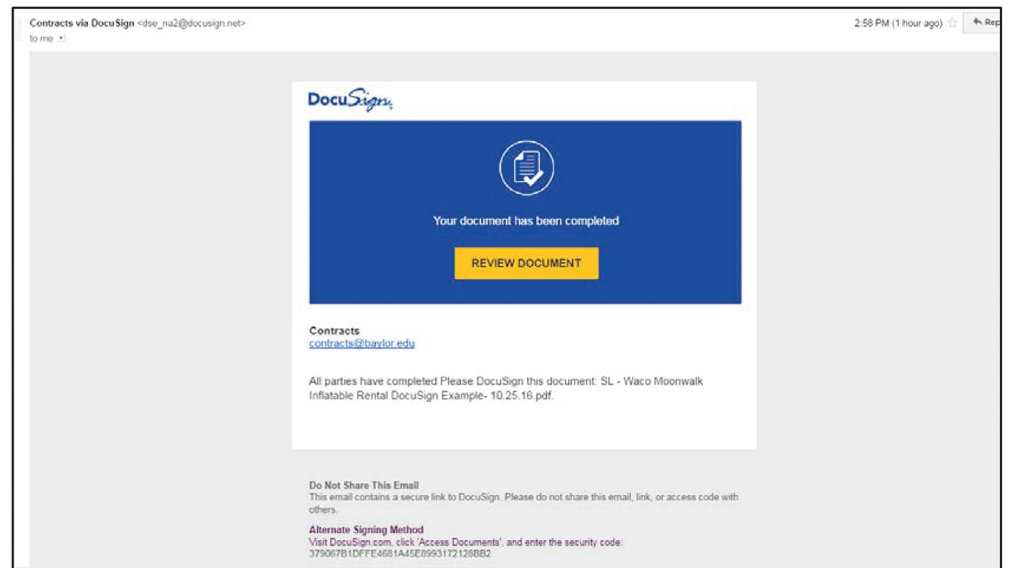 Contracts via DocuSign <dse_na2@docusign.net>
2:58 PM (1 hour ago)
to me
DocuSign
Your document has been completed
REVIEW DOCUMENT
Contracts
contracts@baylor.edu
All parties have completed Please DocuSign this document: SL - Waco Moonwalk
Inflatable Rental DocuSign Example- 10.25.16.pdf.
Do Not Share This Email
This email contains a secure link to DocuSign. Please do not share this email, link, or access code with
others.
Alternate Signing Method
Visit DocuSign.com, click 'Access Documents', and enter the security code:
379067B1DFFE4681A45E8993172128BB2